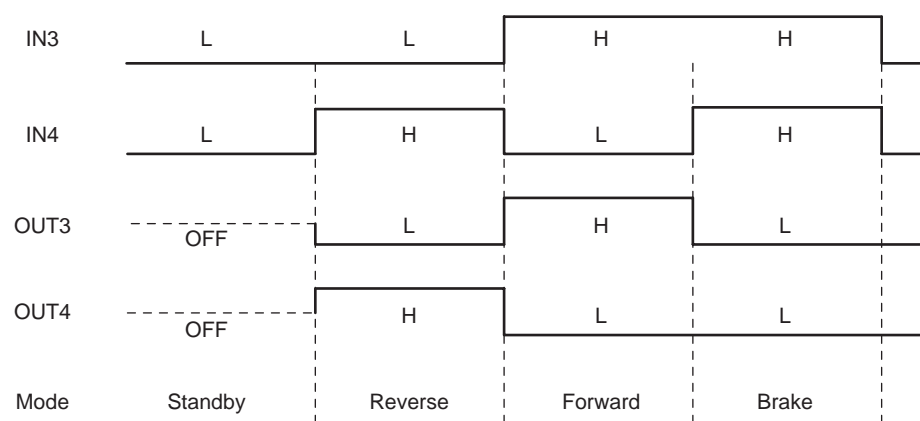 IN3 L L H H
IN4 L H L H
OUT3 OFF L H L
OUT4 OFF H L L
Mode Standby Reverse Forward Brake